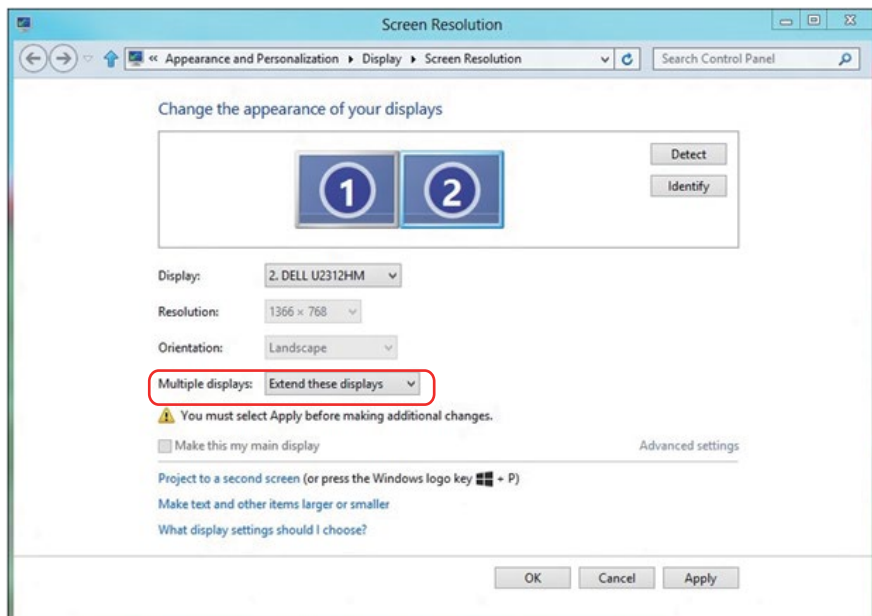 Screen Resolution
« Appearance and Personalization Display Screen Resolution Search Control Panel
Change the appearance of your displays
1 2
Detect
Identify
Display: 2. DELL U2312HM
Resolution: 1366 × 768
Orientation: Landscape
Multiple displays: Extend these displays
You must select Apply before making additional changes.
Make this my main display Advanced settings
Project to a second screen (or press the Windows logo key + P)
Make text and other items larger or smaller
What display settings should I choose?
OK Cancel Apply